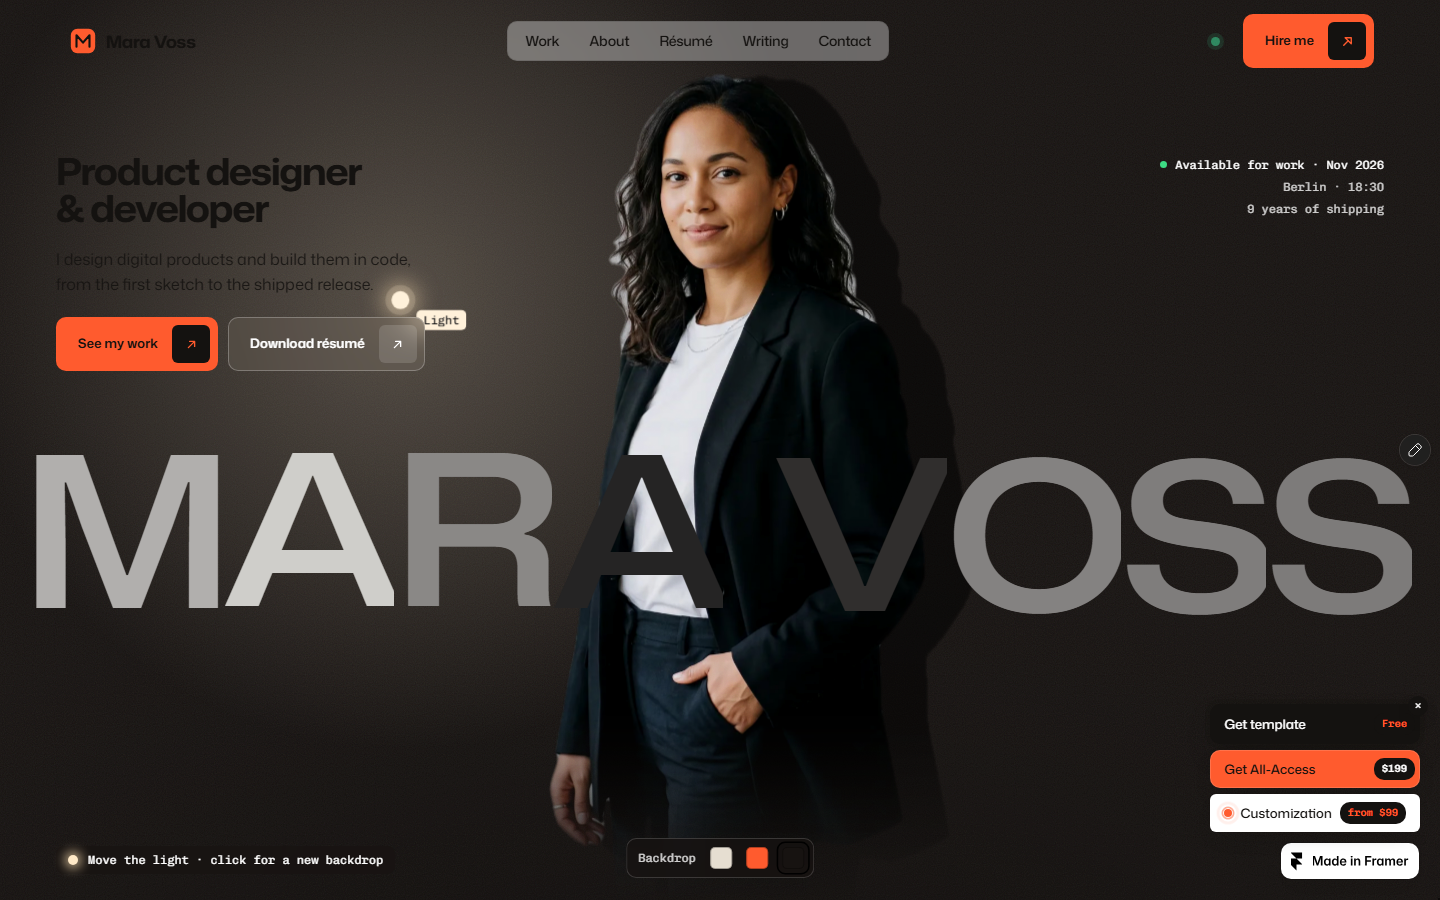 Mara Voss
Work About Résumé Writing Contact
Hire me
Product designer
& developer
I design digital products and build them in code,
from the first sketch to the shipped release.
Light
See my work
Download résumé
Available for work · Nov 2026
Berlin · 18:30
9 years of shipping
MARA VOSS
Get template Free
Get All-Access $199
Customization from $99
Made in Framer
Move the light · click for a new backdrop
Backdrop